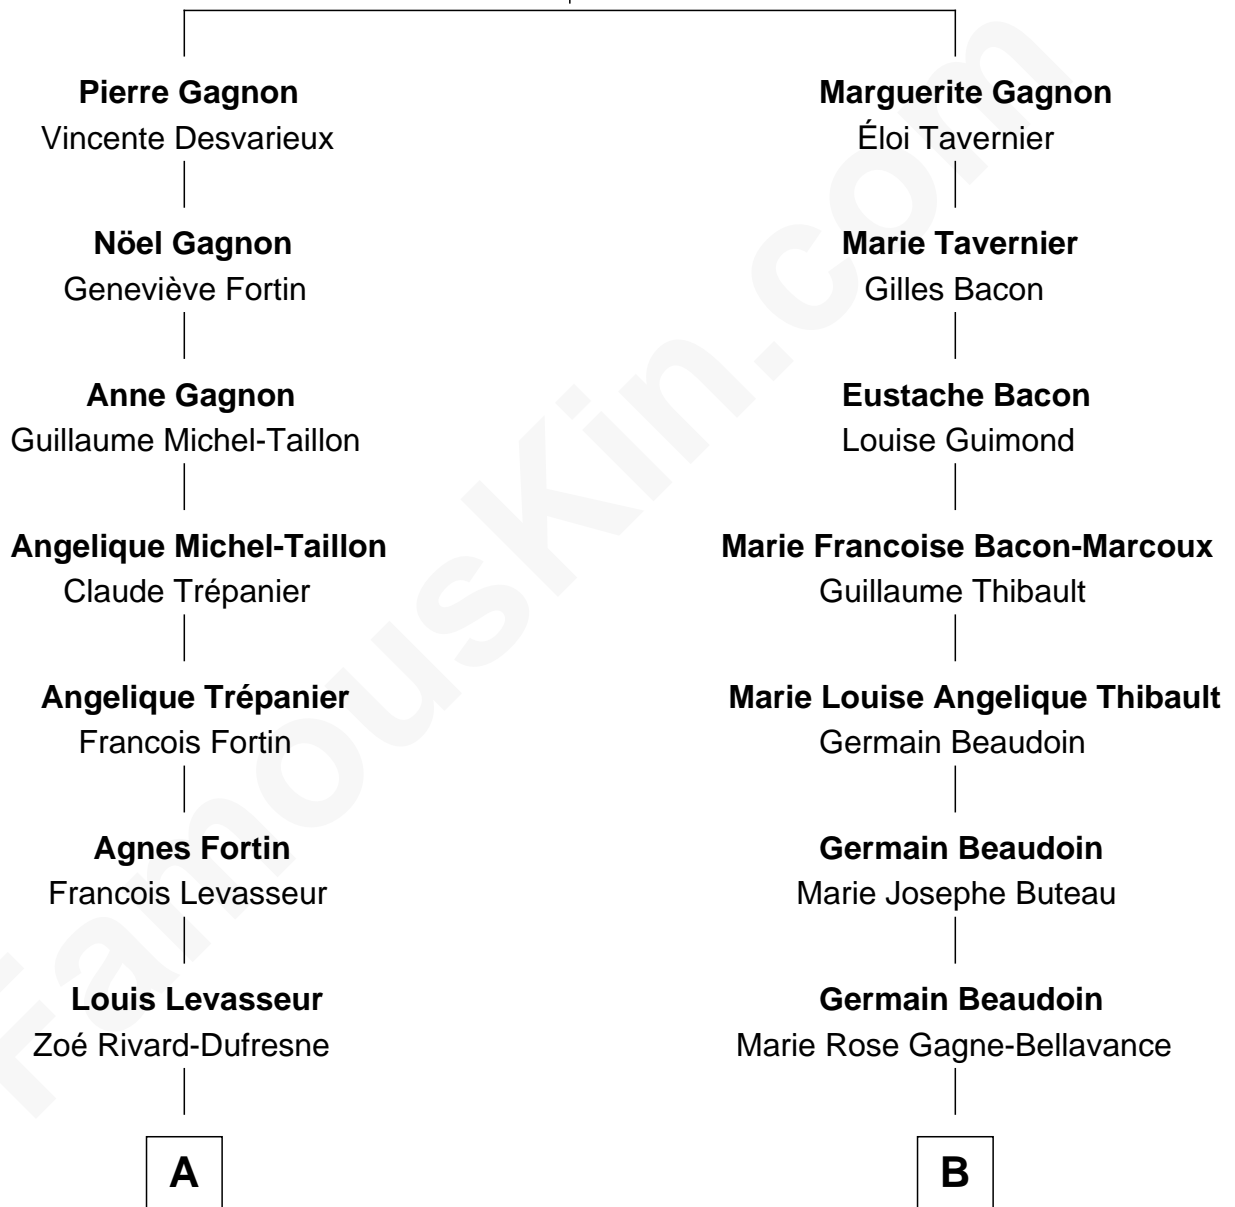 Pierre Gagnon
Vincente Desvarieux
Nöel Gagnon
Geneviève Fortin
Anne Gagnon
Guillaume Michel-Taillon
Angelique Michel-Taillon
Claude Trépanier
Angelique Trépanier
Francois Fortin
Agnes Fortin
Francois Levasseur
Louis Levasseur
Zoé Rivard-Dufresne
A
Marguerite Gagnon
Éloi Tavernier
Marie Tavernier
Gilles Bacon
Eustache Bacon
Louise Guimond
Marie Francoise Bacon-Marcoux
Guillaume Thibault
Marie Louise Angelique Thibault
Germain Beaudoin
Germain Beaudoin
Marie Josephe Buteau
Germain Beaudoin
Marie Rose Gagne-Bellavance
B
FamousKin.com